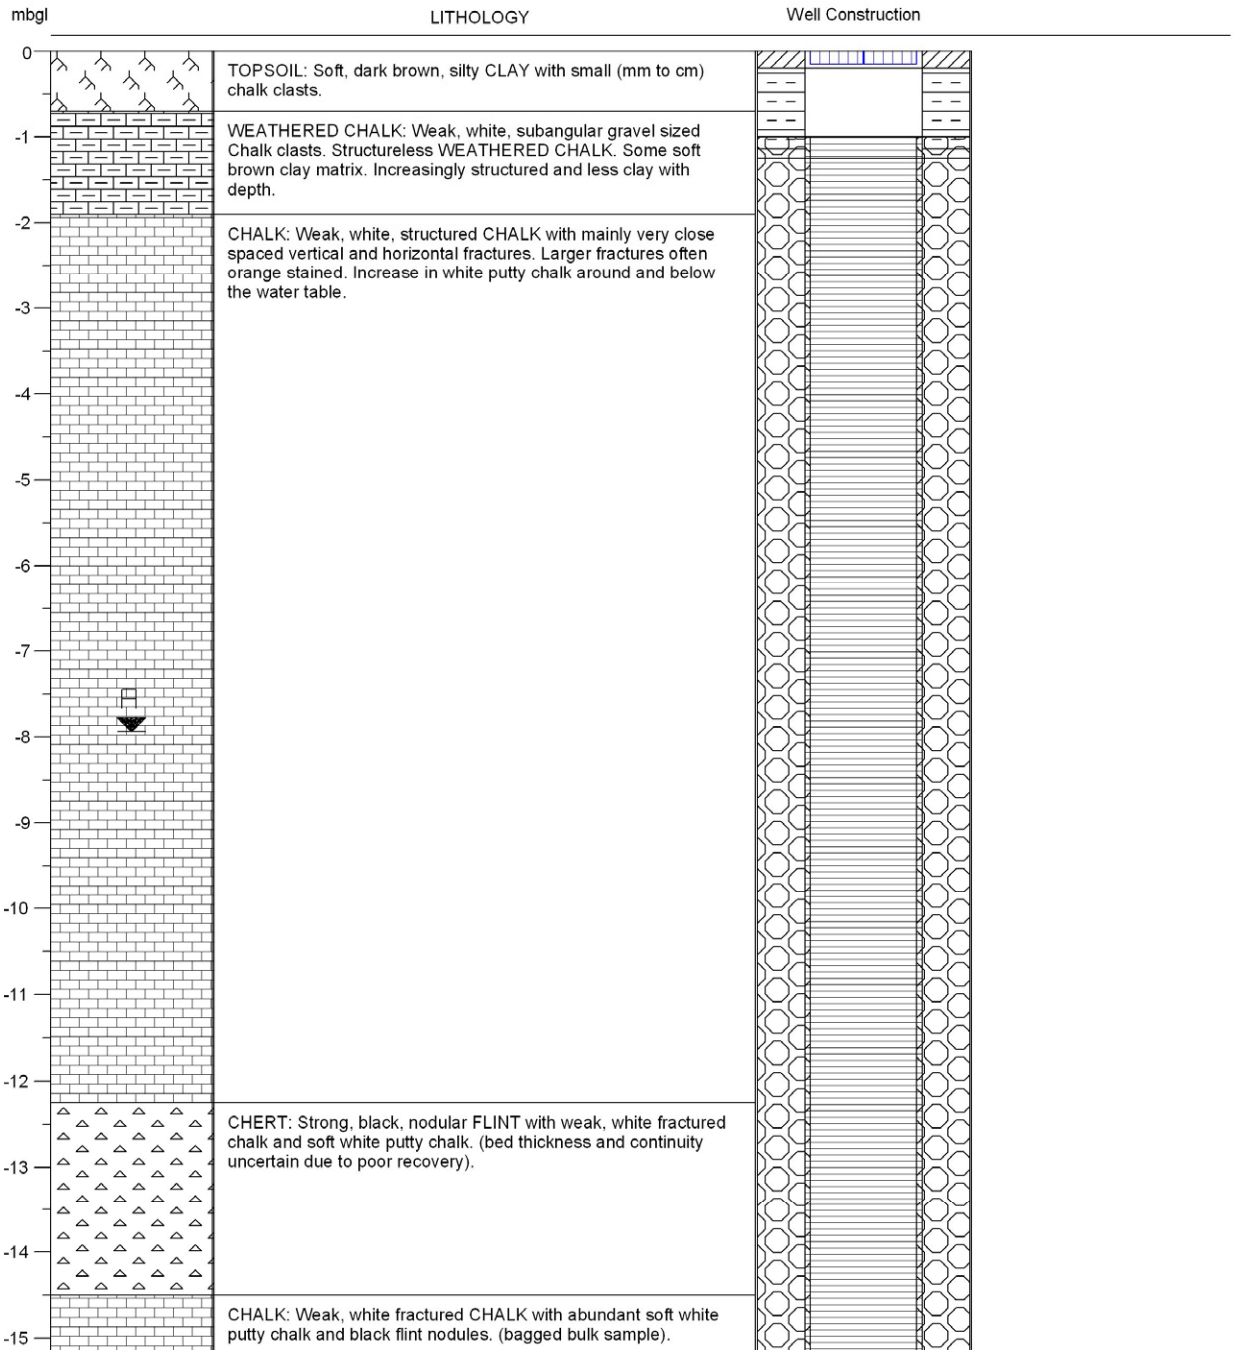 mbgl LITHOLOGY Well Construction
0
TOPSOIL: Soft, dark brown, silty CLAY with small (mm to cm)
chalk clasts.
WEATHERED CHALK: Weak, white, subangular gravel sized
-1
Chalk clasts. Structureless WEATHERED CHALK. Some soft
brown clay matrix. Increasingly structured and less clay with
depth.
-2
CHALK: Weak, white, structured CHALK with mainly very close
spaced vertical and horizontal fractures. Larger fractures often
orange stained. Increase in white putty chalk around and below
the water table.
-3
-4
-5
-6
-7
-8
-9
-10
-11
-12
CHERT: Strong, black, nodular FLINT with weak, white fractured
chalk and soft white putty chalk. (bed thickness and continuity
uncertain due to poor recovery).
-13
-14
CHALK: Weak, white fractured CHALK with abundant soft white
putty chalk and black flint nodules. (bagged bulk sample).
-15